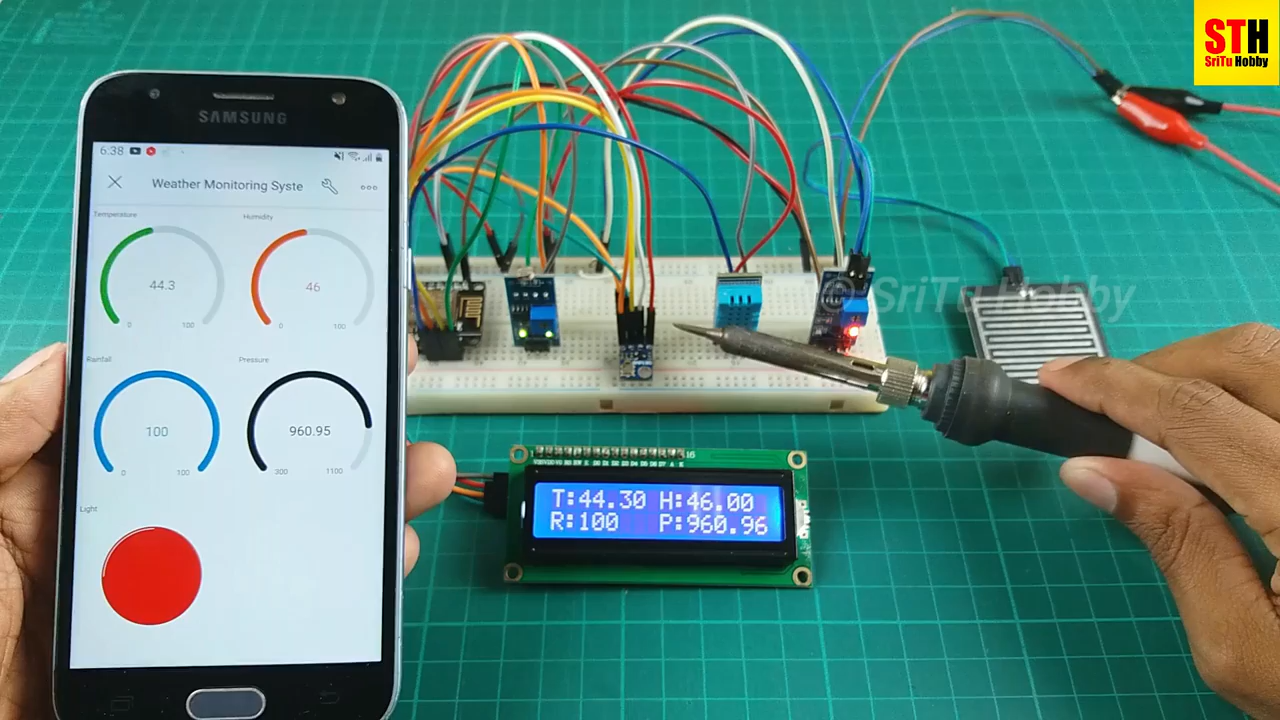 STH
SriTu Hobby
SAMSUNG
6:38
Weather Monitoring Syste
Temperature
Humidity
44.3
46
0
100
0
100
Rainfall
Pressure
100
960.95
0
100
300
1100
Light
© SriTu Hobby
16
T:44.30 H:46.00
R:100 P:960.96